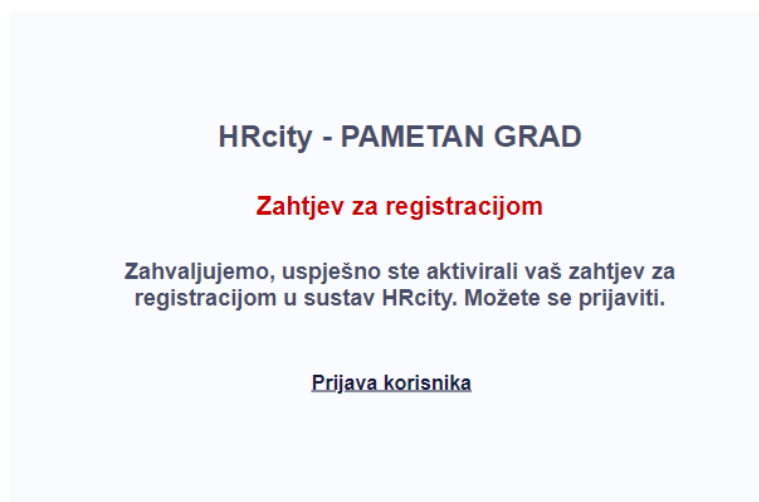 HRcity - PAMETAN GRAD
Zahtjev za registracijom
Zahvaljujemo, uspješno ste aktivirali vaš zahtjev za
registracijom u sustav HRcity. Možete se prijaviti.
Prijava korisnika